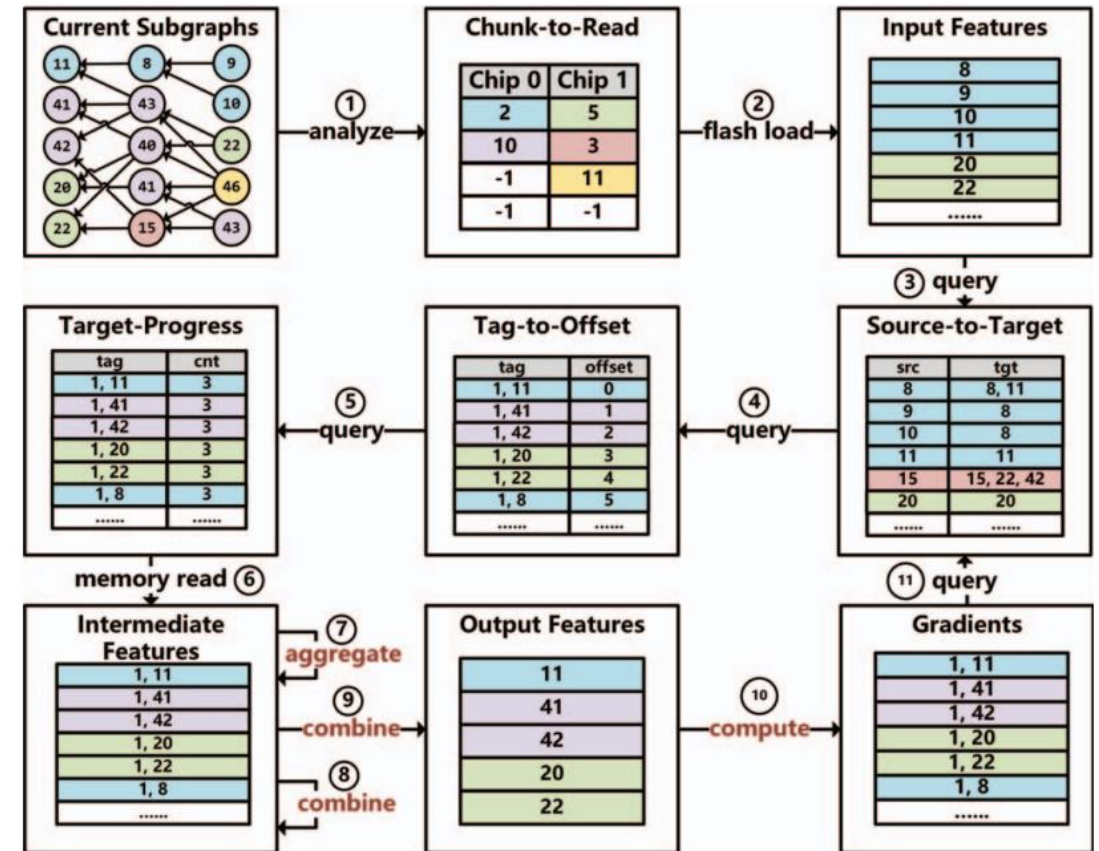 Current Subgraphs
11 8 9
41 43 10
42 40 22
20 41 46
22 15 43
① analyze
Chunk-to-Read
Chip 0 Chip 1
2 5
10 3
-1 11
-1 -1
② flash load
Input Features
8
9
10
11
20
22
......
③ query
Target-Progress
tag cnt
1, 11 3
1, 41 3
1, 42 3
1, 20 3
1, 22 3
1, 8 3
...... ......
⑤ query
Tag-to-Offset
tag offset
1, 11 0
1, 41 1
1, 42 2
1, 20 3
1, 22 4
1, 8 5
...... ......
④ query
Source-to-Target
src tgt
8 8, 11
9 8
10 8
11 11
15 15, 22, 42
20 20
...... ......
memory read ⑥
⑪ query
Intermediate
Features
1, 11
1, 41
1, 42
1, 20
1, 22
1, 8
......
⑦
aggregate
⑨
combine
⑧
combine
Output Features
11
41
42
20
22
⑩
compute
Gradients
1, 11
1, 41
1, 42
1, 20
1, 22
1, 8
......